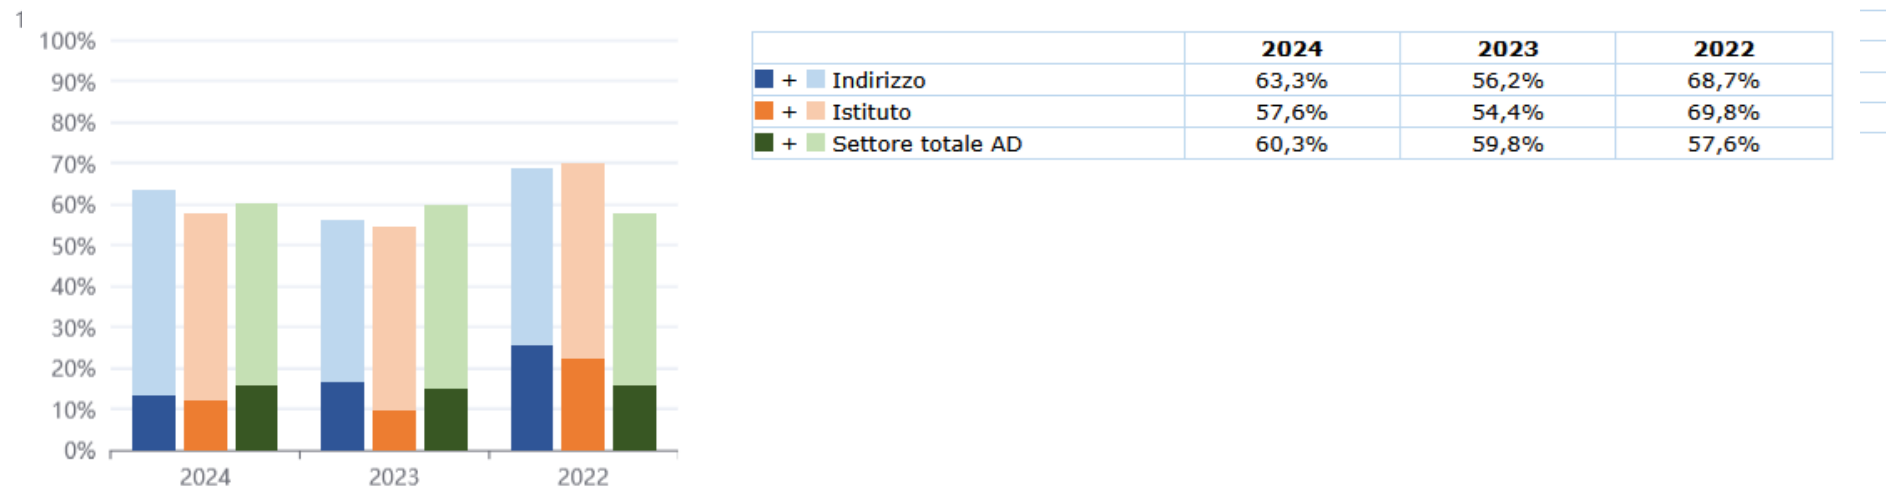 1
100%
90%
80%
70%
60%
50%
40%
30%
20%
10%
0%
2024 2023 2022
2024 2023 2022
+ Indirizzo 63,3% 56,2% 68,7%
+ Istituto 57,6% 54,4% 69,8%
+ Settore totale AD 60,3% 59,8% 57,6%